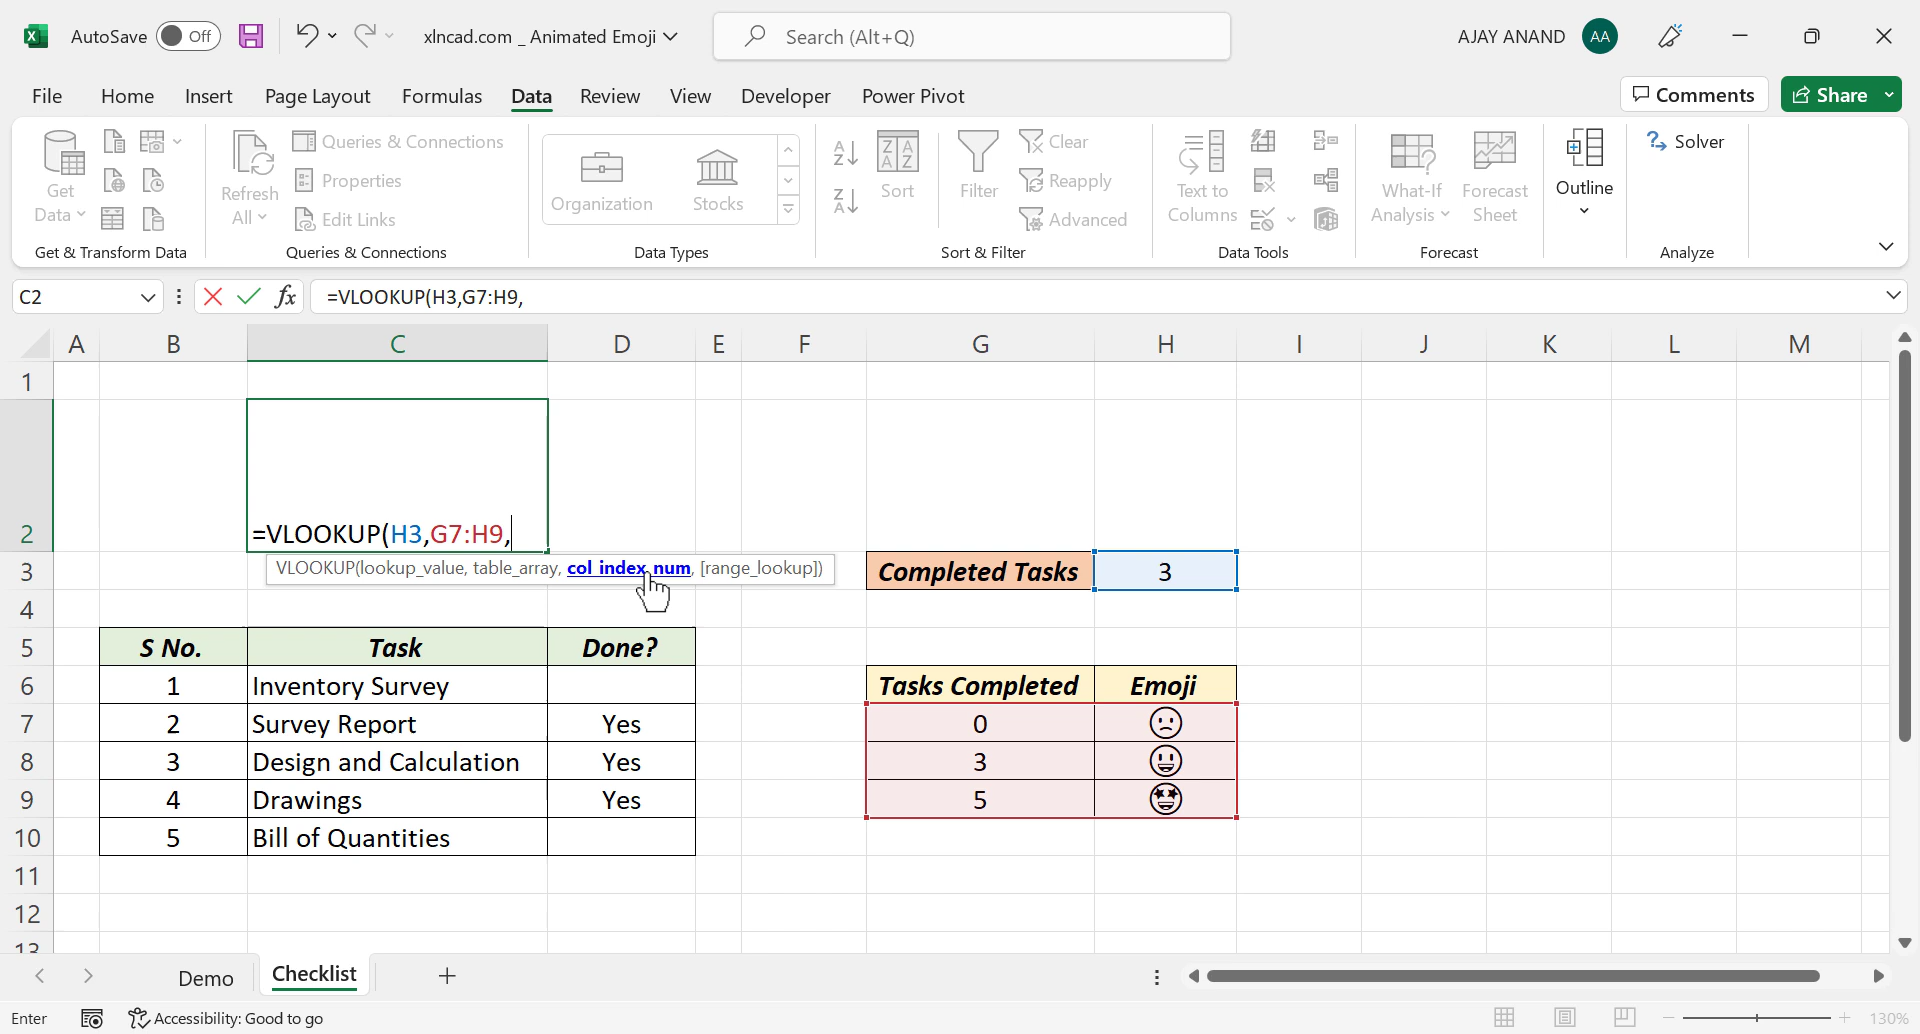 AutoSave Off xlncad.com _ Animated Emoji Search (Alt+Q) AJAY ANAND AA
File Home Insert Page Layout Formulas Data Review View Developer Power Pivot Comments Share
Get Data
Refresh All
Queries & Connections
Properties
Edit Links
Organization Stocks
Sort
Filter
Clear
Reapply
Advanced
Text to Columns
What-If Analysis
Forecast Sheet
Outline
Solver
Get & Transform Data Queries & Connections Data Types Sort & Filter Data Tools Forecast Analyze
C2 fx =VLOOKUP(H3,G7:H9,
A B C D E F G H I J K L M
1
2 =VLOOKUP(H3,G7:H9,
VLOOKUP(lookup_value, table_array, col_index_num, [range_lookup])
3 Completed Tasks 3
4
5 S No. Task Done?
6 1 Inventory Survey Tasks Completed Emoji
7 2 Survey Report Yes 0
8 3 Design and Calculation Yes 3
9 4 Drawings Yes 5
10 5 Bill of Quantities
11
12
13
Demo Checklist
Enter Accessibility: Good to go 130%